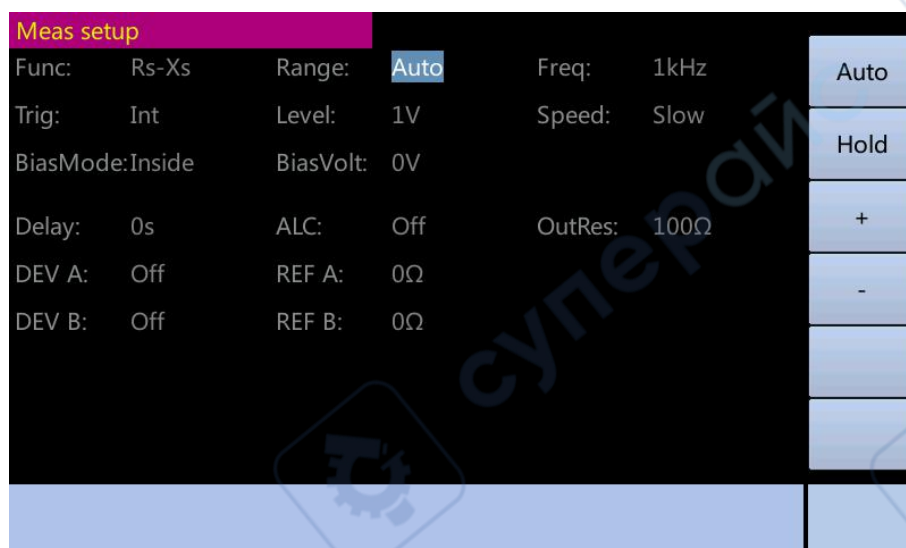 Meas setup
Func: Rs-Xs Range: Auto Freq: 1kHz
Trig: Int Level: 1V Speed: Slow
BiasMode: Inside BiasVolt: 0V
Delay: 0s ALC: Off OutRes: 100Ω
DEV A: Off REF A: 0Ω
DEV B: Off REF B: 0Ω
Auto
Hold
+
-
суперайс